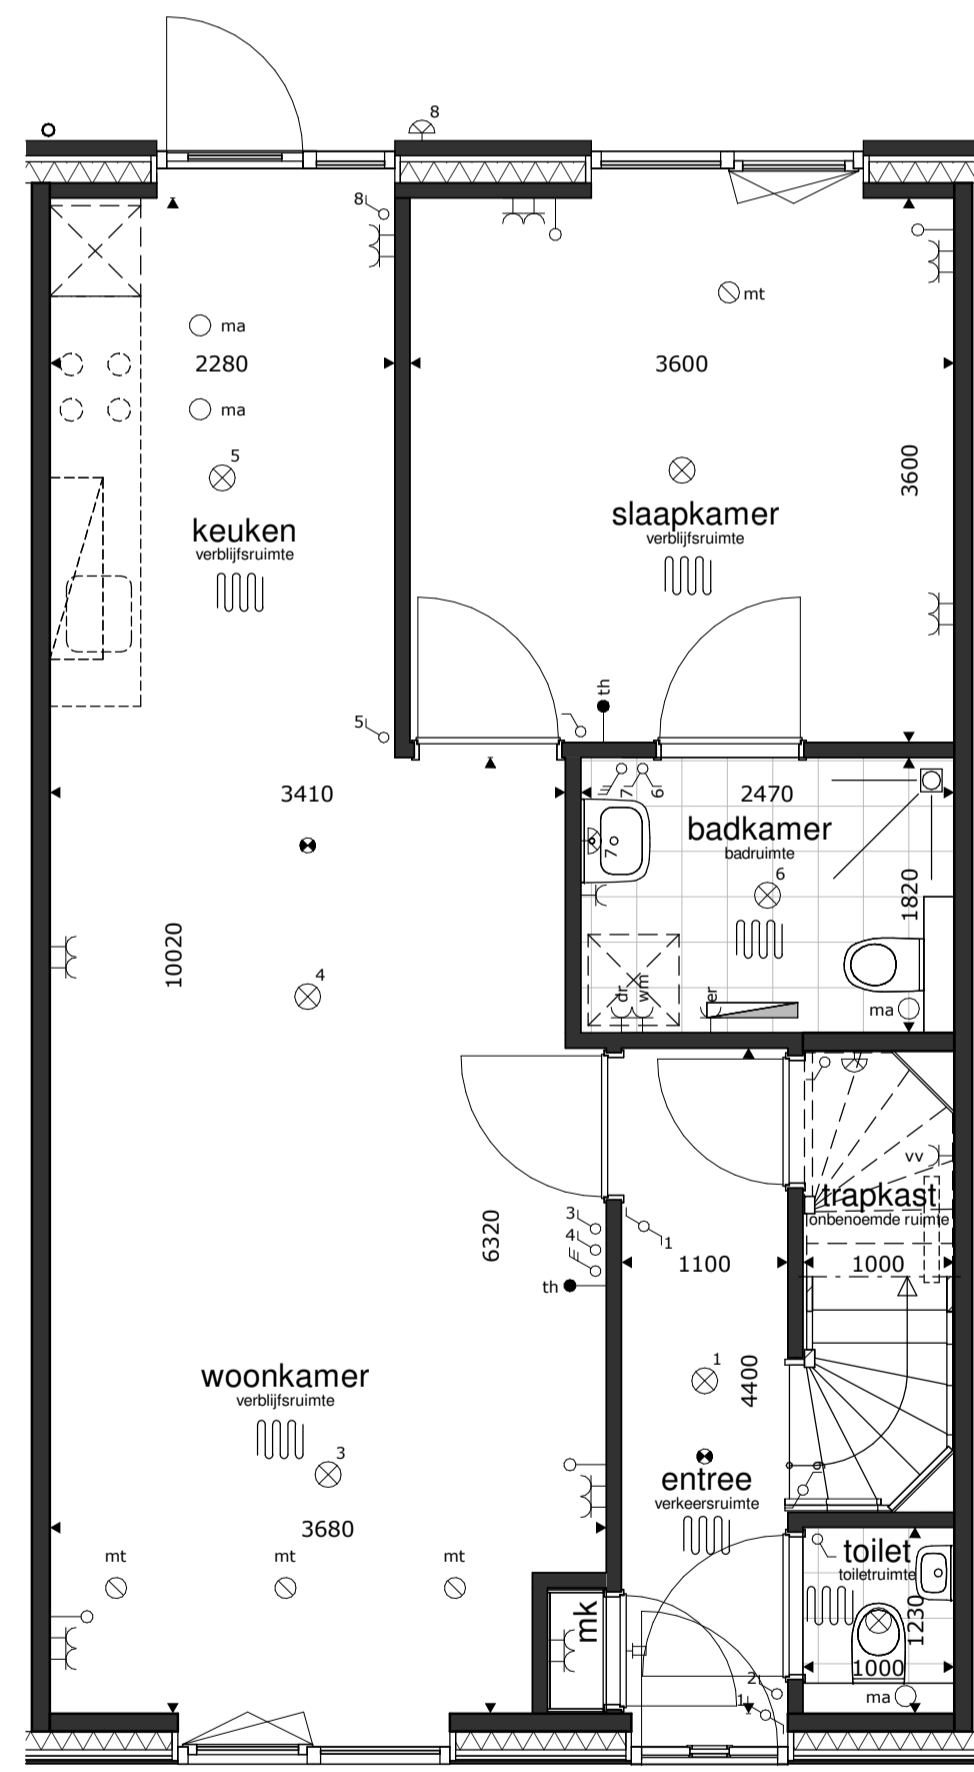 8
8
mt
ma
2280
3600
ma
5
3600
keuken
verblijfsruimte
slaapkamer
verblijfsruimte
th
5
7
6
3410
2470
badkamer
badruimte
7
6
1820
10020
4
dr
wm
er
ma
vv
trapkast
onbenoemde ruimte
3
4
1
6320
1100
1000
th
woonkamer
verblijfsruimte
1
4400
3
9
entree
verkeersruimte
3680
mt
mt
mt
toilet
toiletruimte
mk
1230
1000
2
1
ma